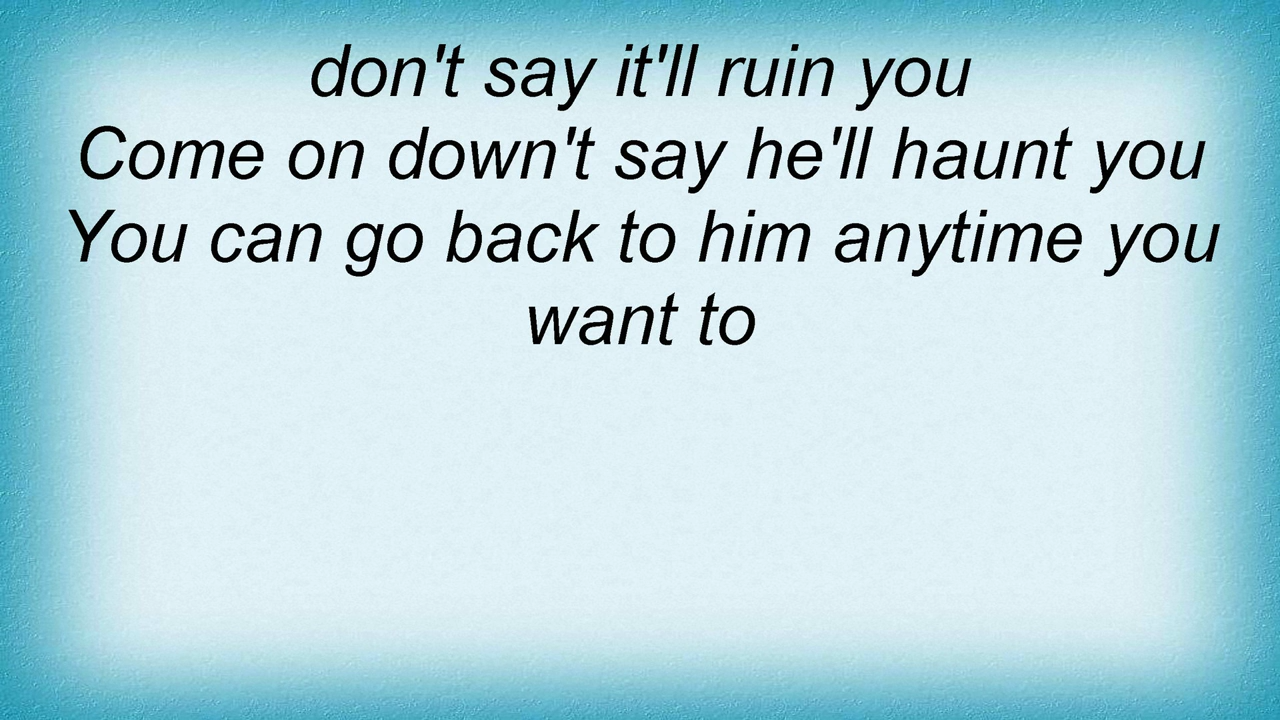 don't say it'll ruin you
Come on down't say he'll haunt you
You can go back to him anytime you
want to